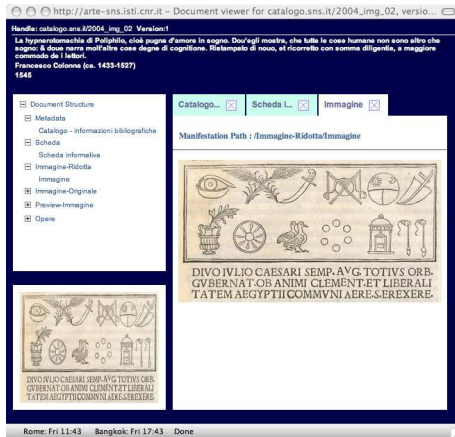 http://arte-sns.isti.cnr.it – Document viewer for catalogo.sns.it/2004_img_02, versio...
Handle: catalogo.sns.it/2004_img_02 Version:1
La hypnerotomachia di Poliphilo, cioè pugna d'amore in sogno. Dov'egli mostra, che tutte le cose humane non sono altro che
sogno: & doue narra molt'altre cose degne di cognitione. Ristampato di nouo, et ricorretto con somma diligentia, a maggiore
commodo de i lettori.
Francesco Colonna (ca. 1433-1527)
1545
Document Structure
Metadata
Catalogo - informazioni bibliografiche
Scheda
Scheda informativa
Immagine-Ridotta
Immagine
Immagine-Originale
Preview-Immagine
Opere
Catalogo...
Scheda i...
Immagine
Manifestation Path : /Immagine-Ridotta/Immagine
DIVO IVLIO CAESARI SEMP. AVG. TOTIVS ORB.
GVBERNAT. OB ANIMI CLEMENT. ET LIBERALI
TATEM AEGYPTII COMMVNI AERE. S. EREXERE.
DIVO IVLIO CAESARI SEMP. AVG. TOTIVS ORB.
GVBERNAT. OB ANIMI CLEMENT. ET LIBERALI
TATEM AEGYPTII COMMVNI AERE. S. EREXERE.
Rome: Fri 11:43 Bangkok: Fri 17:43 Done